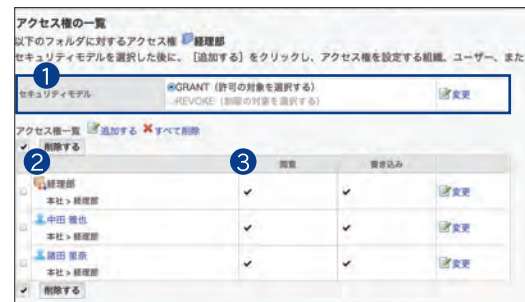 アクセス権の一覧
以下のフォルダに対するアクセス権 経理部
セキュリティモデルを選択した後に、[追加する]をクリックし、アクセス権を設定する組織、ユーザー、また
1
セキュリティモデル
GRANT (許可の対象を選択する)
REVOKE (制限の対象を選択する)
変更
アクセス権一覧 追加する すべて削除
削除する
2
3
閲覧 書き込み
経理部
本社 > 経理部
変更
中田 雅也
本社 > 経理部
変更
諸田 里奈
本社 > 経理部
変更
削除する